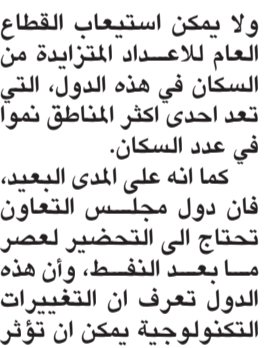 ولا يمكن استيعاب القطاع
العام للاعداد المتزايدة من
السكان في هذه الدول، التي
تعد احدى اكثر المناطق نموا
في عدد السكان.
كما انه على المدى البعيد،
فان دول مجلس التعاون
تحتاج الى التحضير لعصر
ما بعد النفط، وأن هذه
الدول تعرف ان التغييرات
التكنولوجية يمكن ان تؤثر